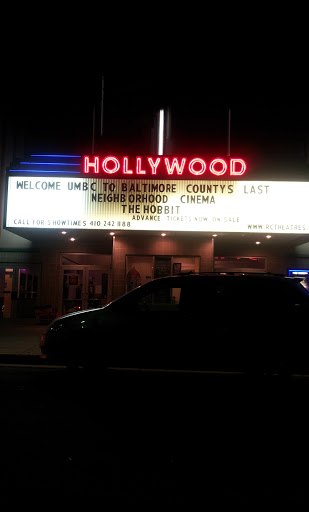 HOLLYWOOD
WELCOME UMBC TO BALTIMORE COUNTYS LAST
NEIGHBORHOOD CINEMA
THE HOBBIT
ADVANCE TICKETS NOW ON SALE
CALL FOR SHOWTIMES 410 242 1188
WWW.RCTHEATRES